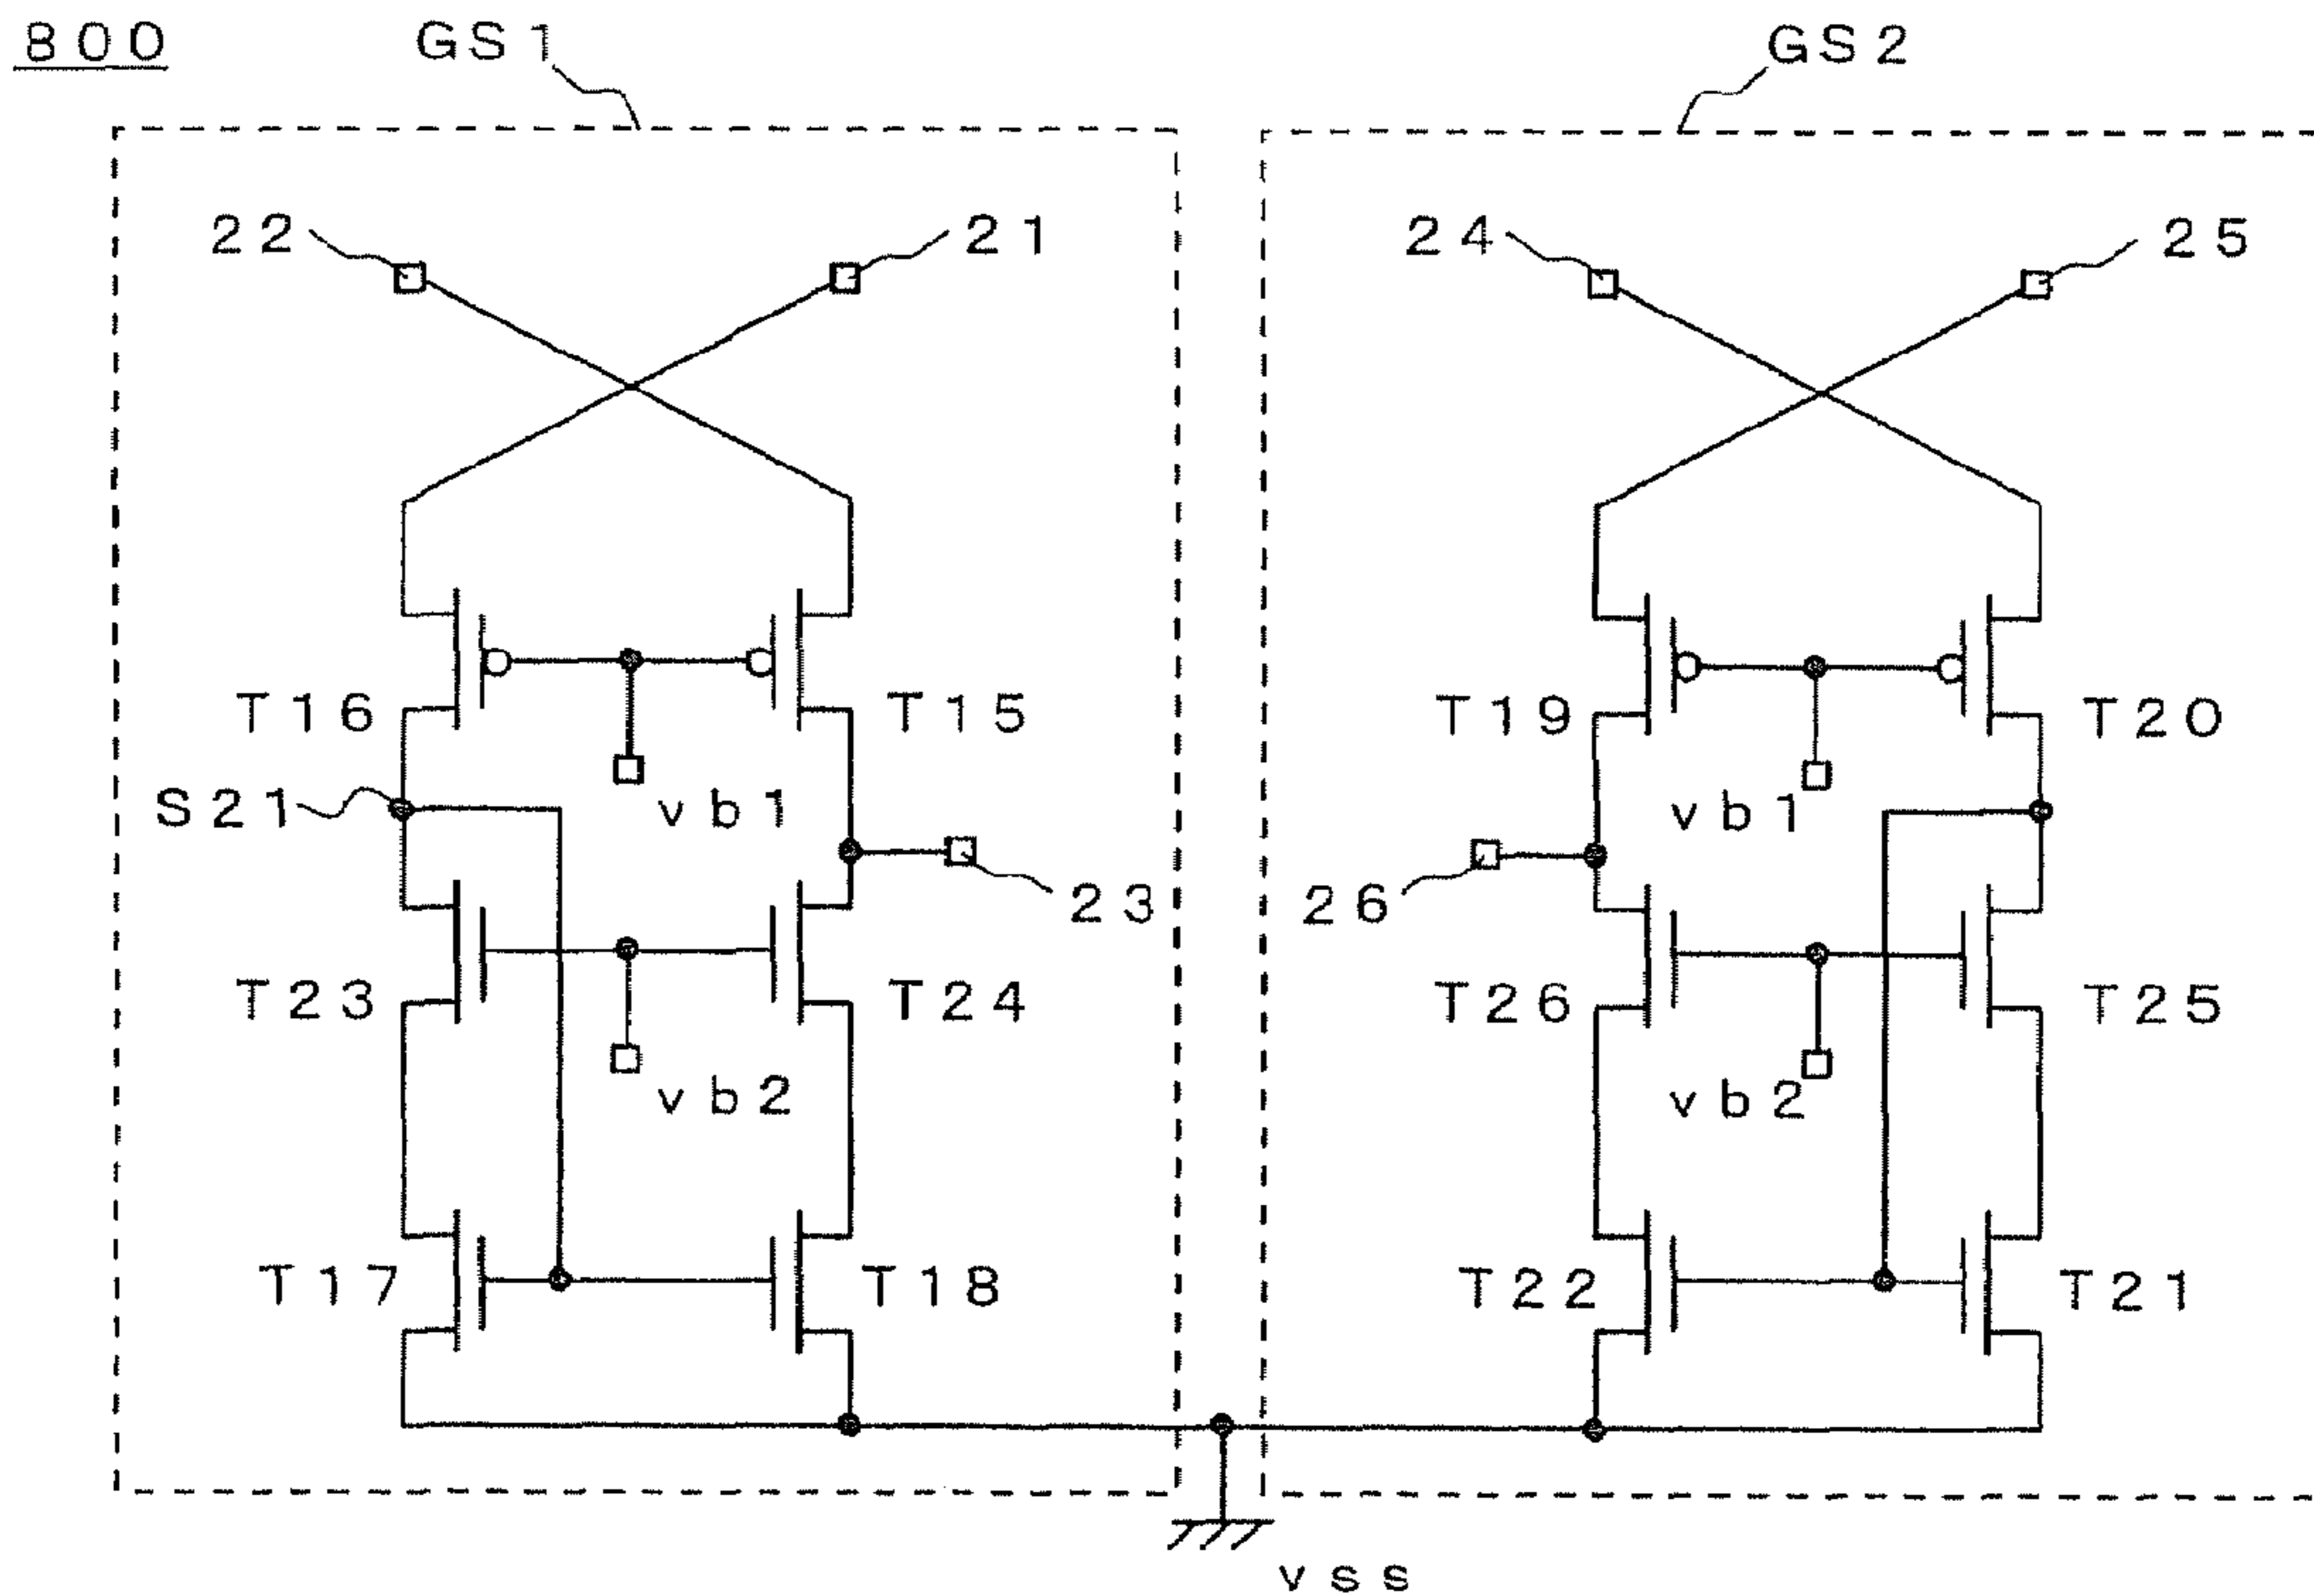 800 GS1 GS2
22 21 24 25
T16 T15 T19 T20
S21 vb1 vb1
23 26
T23 T24 T26 T25
vb2 vb2
T17 T18 T22 T21
vss